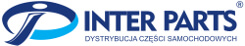 INTER PARTS®
DYSTRYBUCJA CZĘŚCI SAMOCHODOWYCH